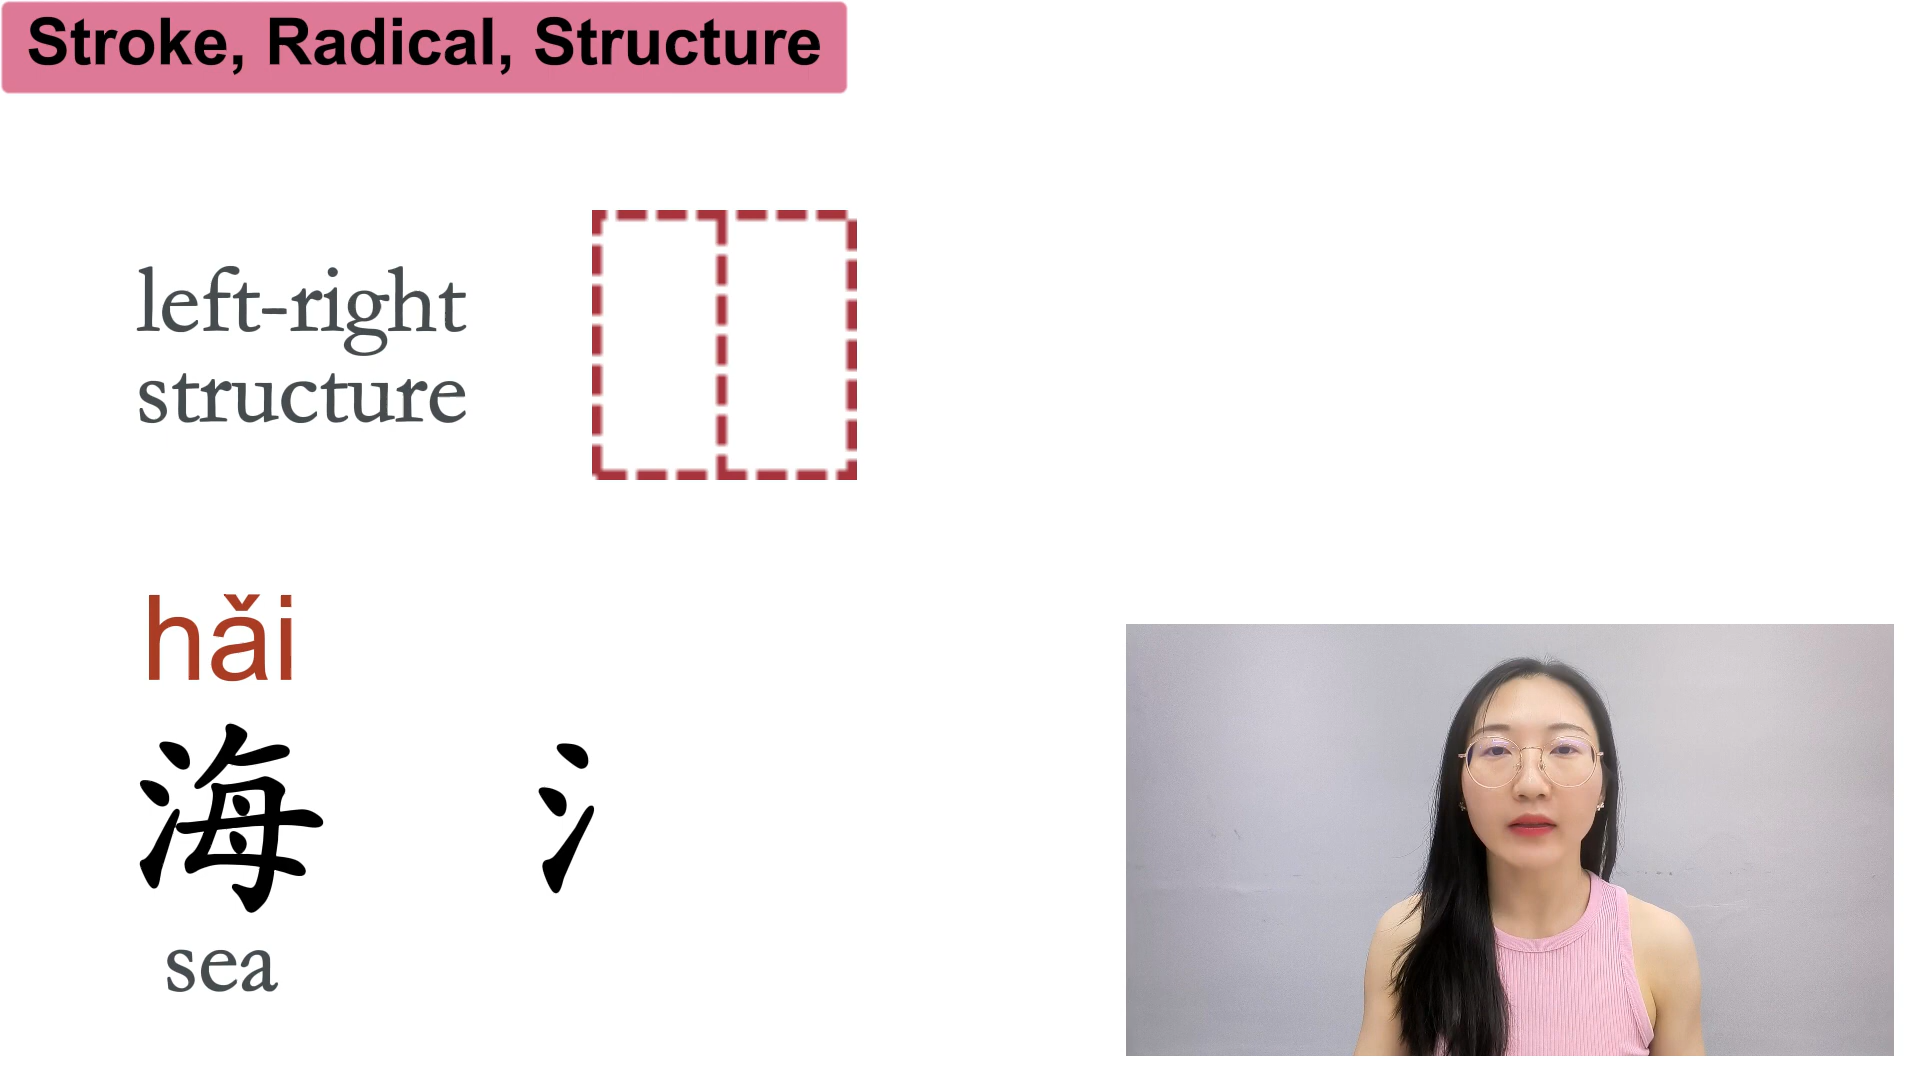 Stroke, Radical, Structure
left-right
structure
hǎi
海 氵
sea